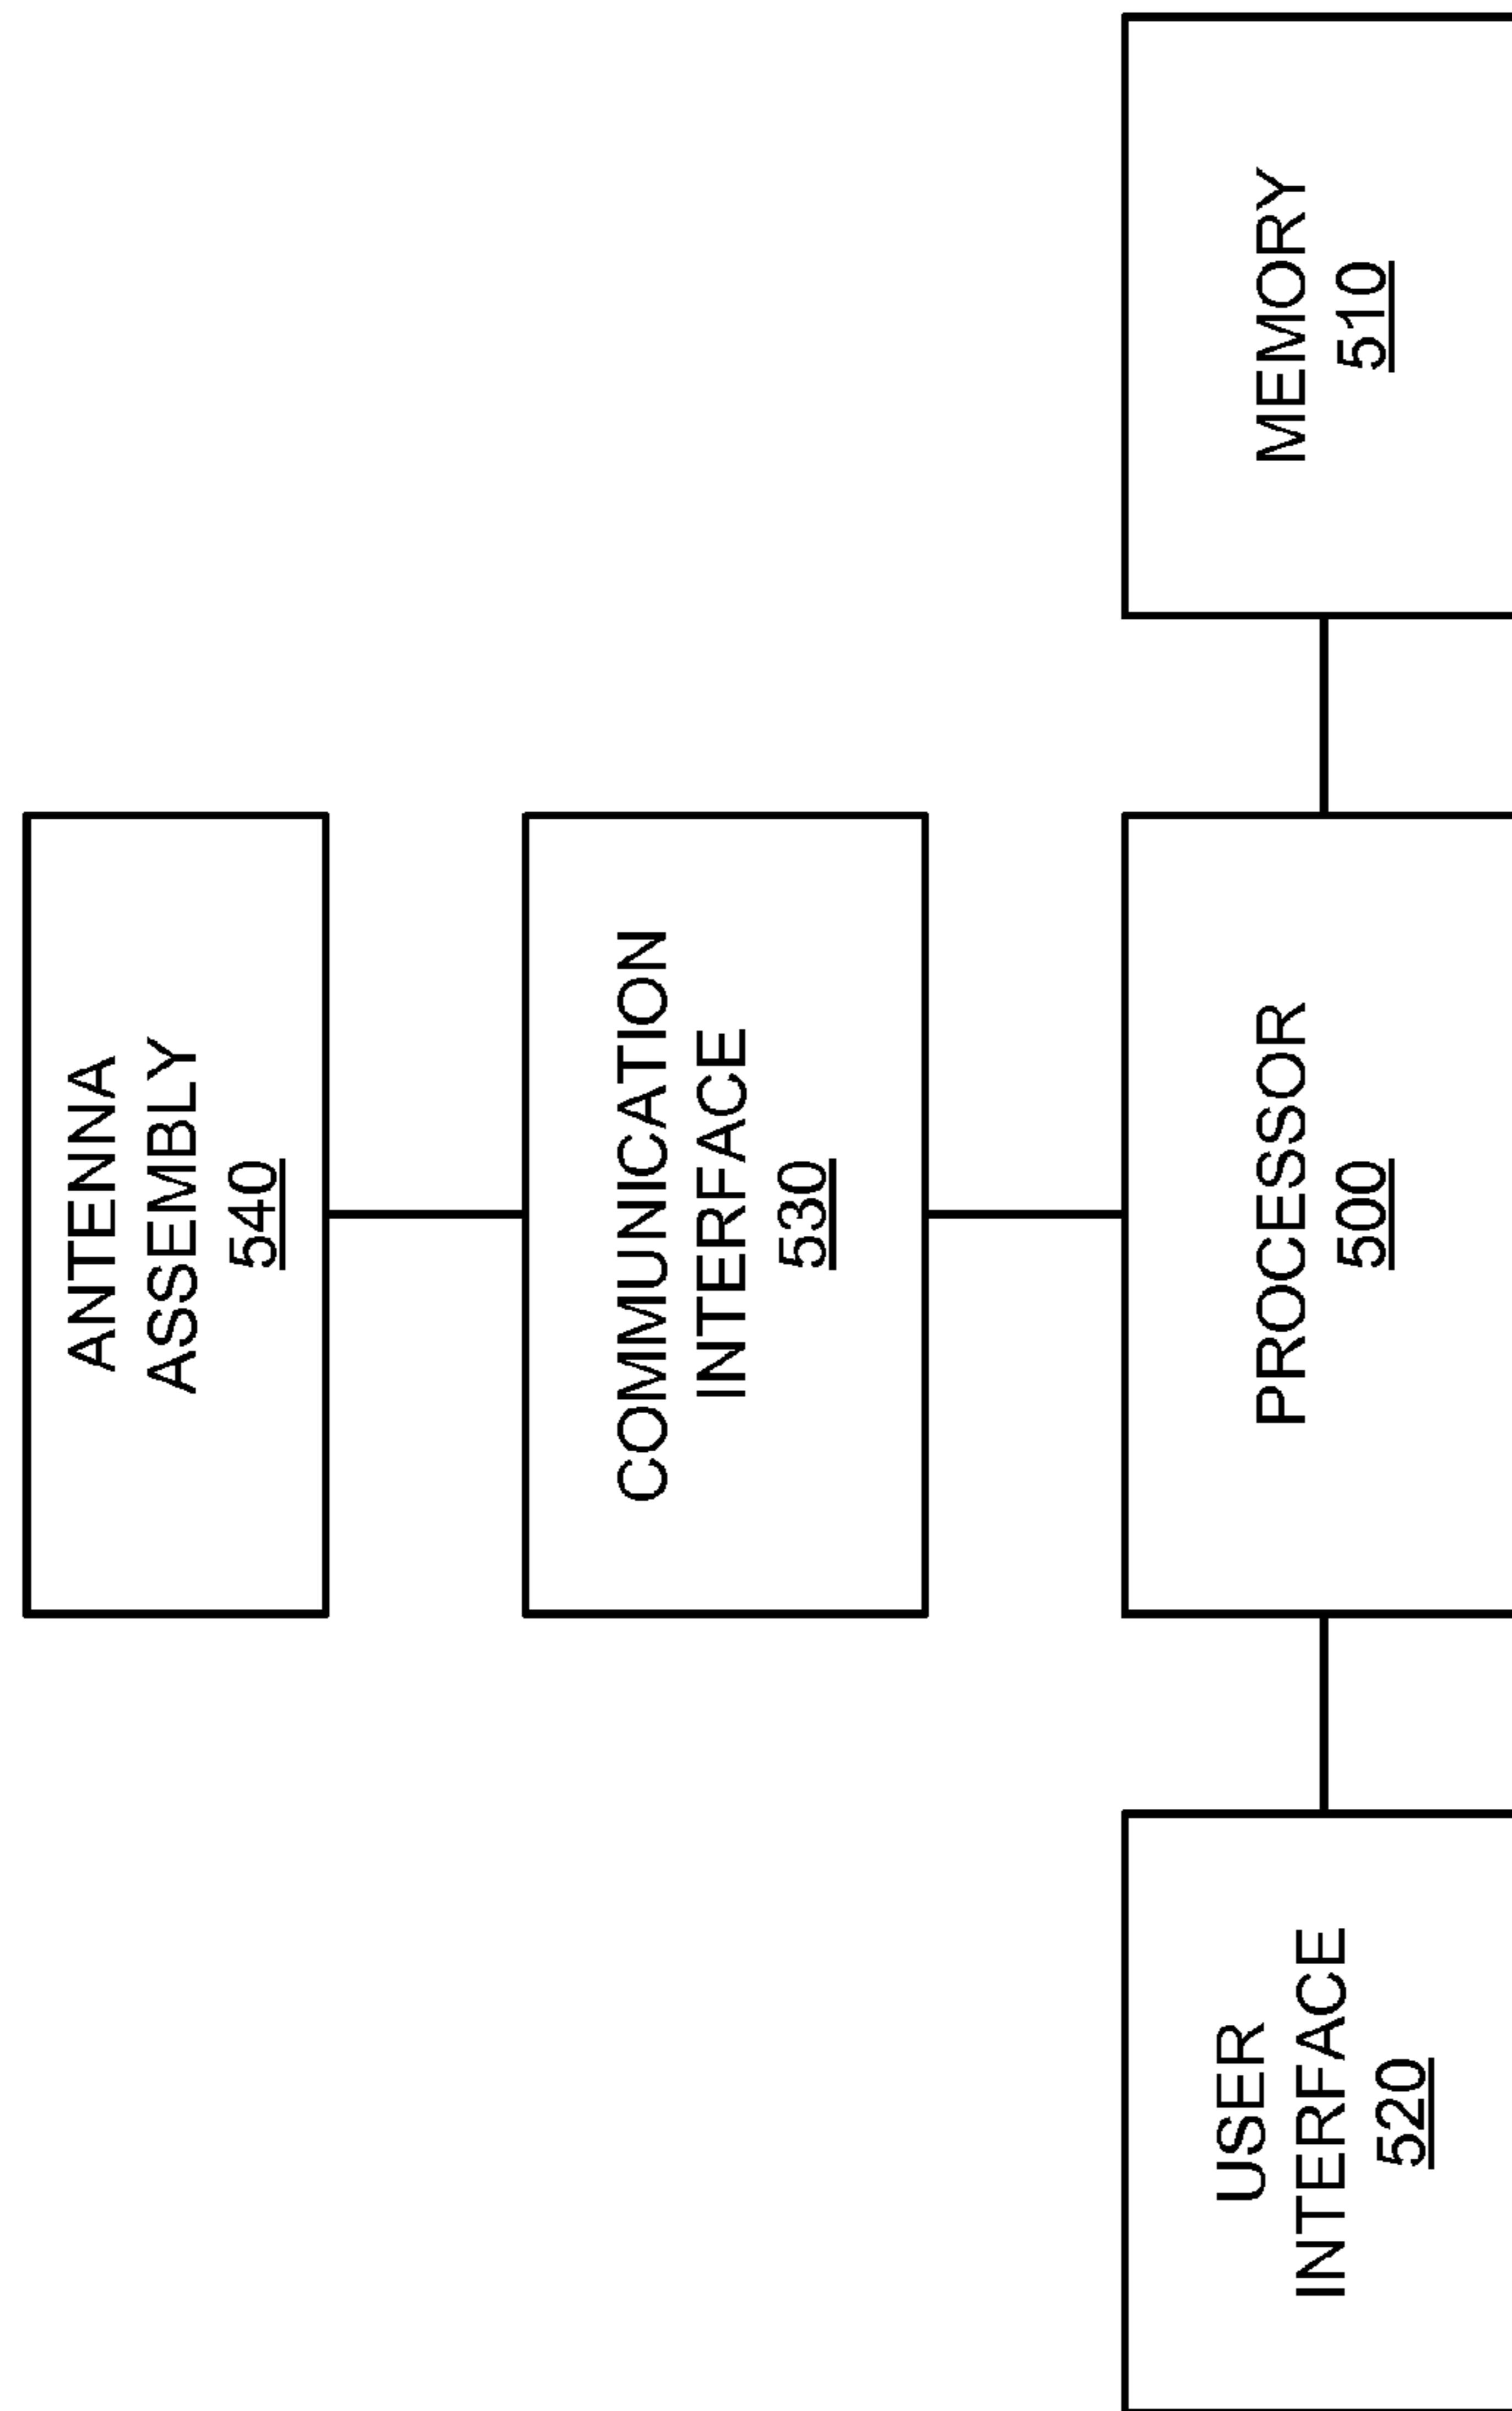 ANTENNA
ASSEMBLY
540
COMMUNICATION
INTERFACE
530
USER
INTERFACE
520
PROCESSOR
500
MEMORY
510